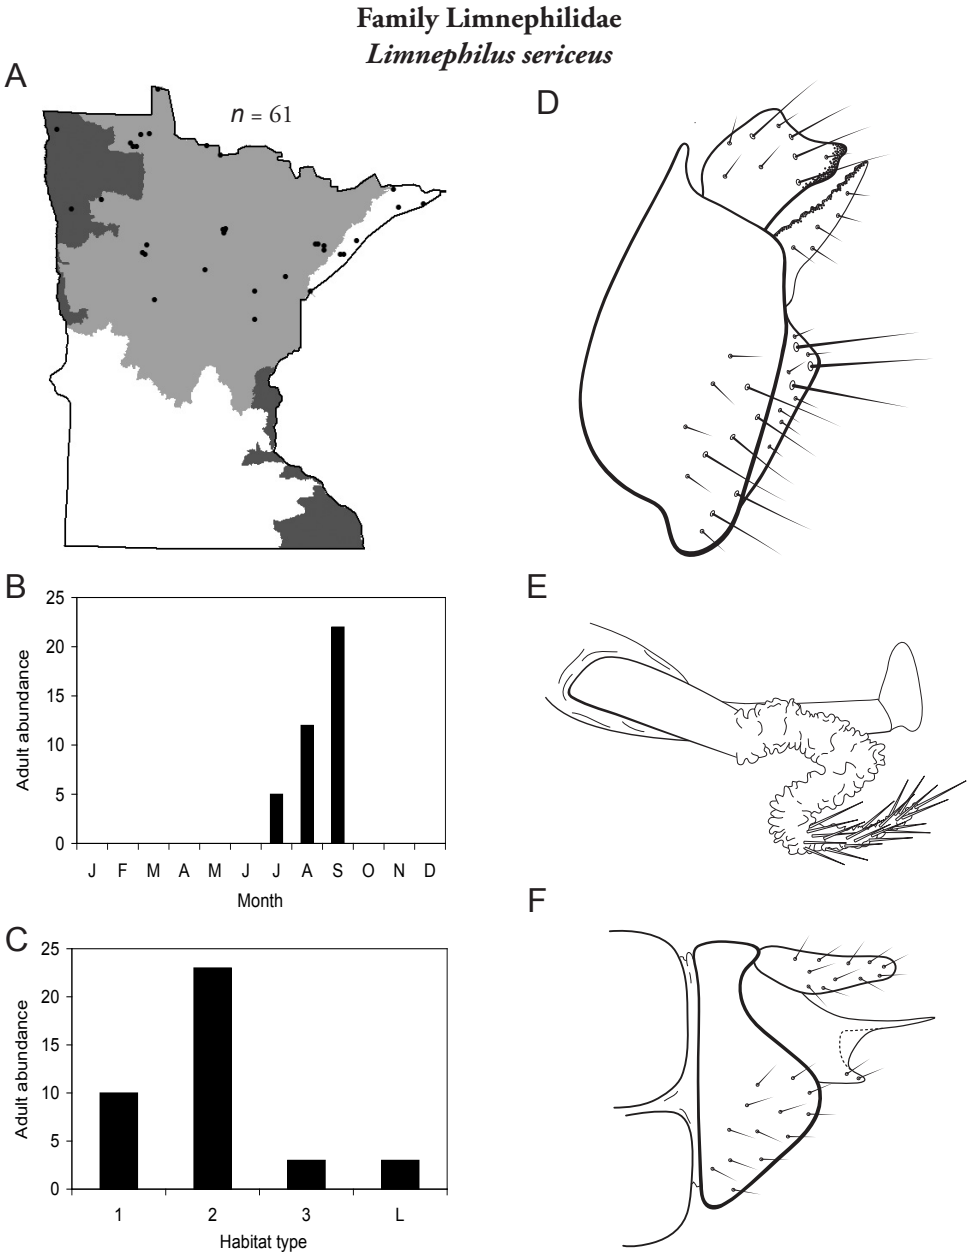 Family Limnephilidae
Limnephilus sericeus
A
n = 61
D
B
25
20
15
10
5
0
Adult abundance
J F M A M J J A S O N D
Month
E
C
25
20
15
10
5
0
Adult abundance
1 2 3 L
Habitat type
F